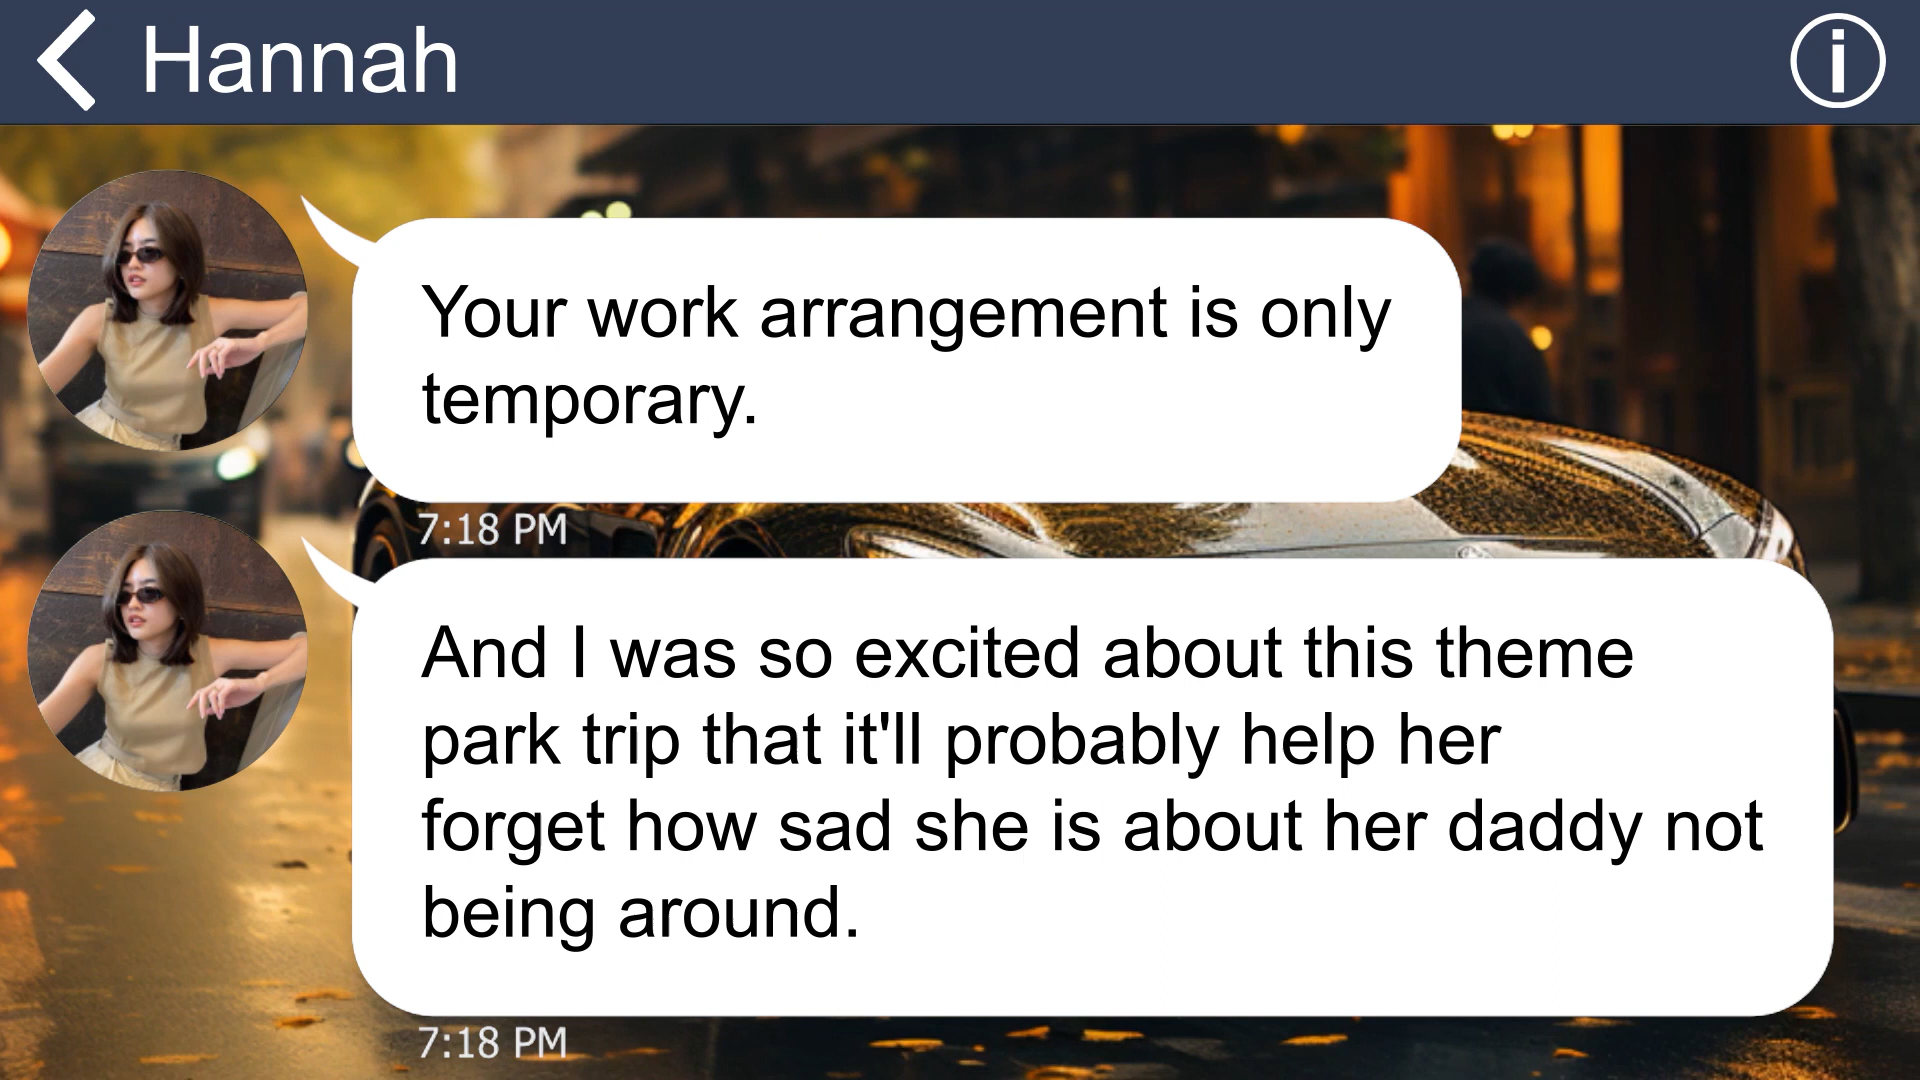 Hannah
Your work arrangement is only
temporary.
7:18 PM
And I was so excited about this theme
park trip that it'll probably help her
forget how sad she is about her daddy not
being around.
7:18 PM